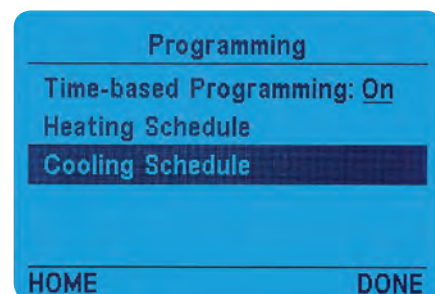 Programming
Time-based Programming: On
Heating Schedule
Cooling Schedule
HOME DONE